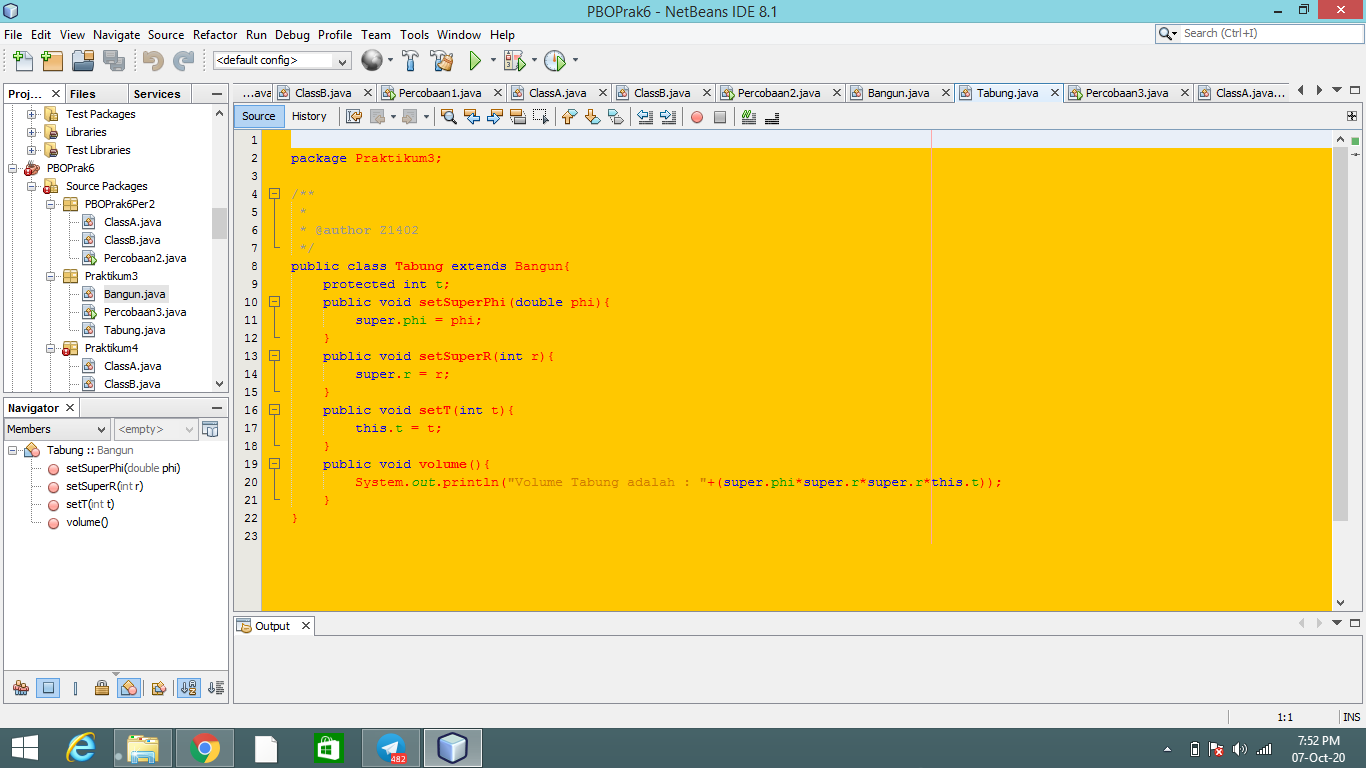 PBOPrak6 - NetBeans IDE 8.1
File Edit View Navigate Source Refactor Run Debug Profile Team Tools Window Help
Search (Ctrl+I)
<default config>
Proj... Files Services
...ava ClassB.java Percobaan1.java ClassA.java ClassB.java Percobaan2.java Bangun.java Tabung.java Percobaan3.java ClassA.java...
Source History
Test Packages
Libraries
Test Libraries
PBOPrak6
Source Packages
PBOPrak6Per2
ClassA.java
ClassB.java
Percobaan2.java
Praktikum3
Bangun.java
Percobaan3.java
Tabung.java
Praktikum4
ClassA.java
ClassB.java
Navigator
Members <empty>
Tabung :: Bangun
setSuperPhi(double phi)
setSuperR(int r)
setT(int t)
volume()
1
2 package Praktikum3;
3
4 /**
5 *
6 * @author Z1402
7 */
8 public class Tabung extends Bangun{
9 protected int t;
10 public void setSuperPhi(double phi){
11 super.phi = phi;
12 }
13 public void setSuperR(int r){
14 super.r = r;
15 }
16 public void setT(int t){
17 this.t = t;
18 }
19 public void volume(){
20 System.out.println("Volume Tabung adalah : "+(super.phi*super.r*super.r*this.t));
21 }
22 }
23
Output
1:1 INS
482
7:52 PM
07-Oct-20